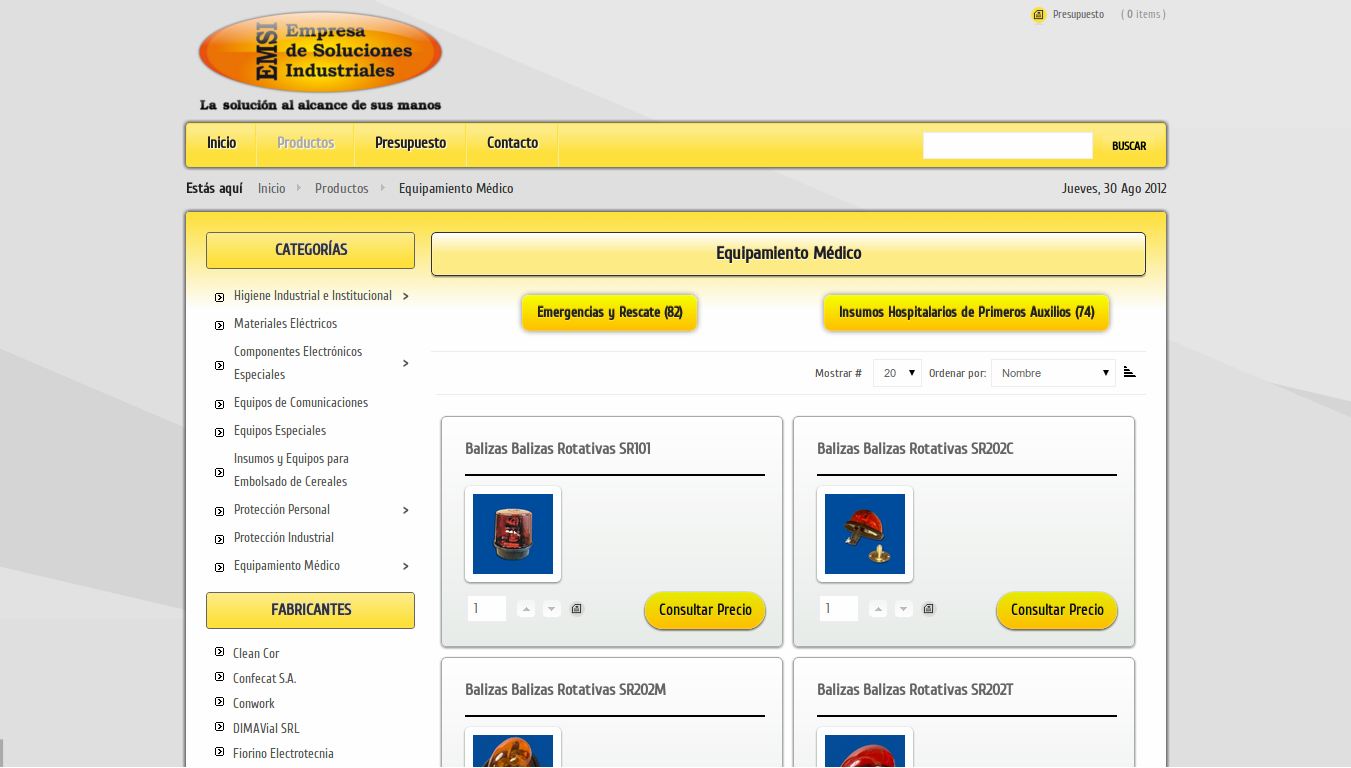 EMSI
Empresa
de Soluciones
Industriales
La solución al alcance de sus manos
Presupuesto ( 0 items )
Inicio Productos Presupuesto Contacto BUSCAR
Estás aquí Inicio Productos Equipamiento Médico Jueves, 30 Ago 2012
CATEGORÍAS
Higiene Industrial e Institucional >
Materiales Eléctricos
Componentes Electrónicos
Especiales >
Equipos de Comunicaciones
Equipos Especiales
Insumos y Equipos para
Embolsado de Cereales
Protección Personal >
Protección Industrial
Equipamiento Médico >
FABRICANTES
Clean Cor
Confecat S.A.
Conwork
DIMAVial SRL
Fiorino Electrotecnia
Equipamiento Médico
Emergencias y Rescate (82) Insumos Hospitalarios de Primeros Auxilios (74)
Mostrar # 20 Ordenar por: Nombre
Balizas Balizas Rotativas SR101
1 Consultar Precio
Balizas Balizas Rotativas SR202C
1 Consultar Precio
Balizas Balizas Rotativas SR202M
Balizas Balizas Rotativas SR202T